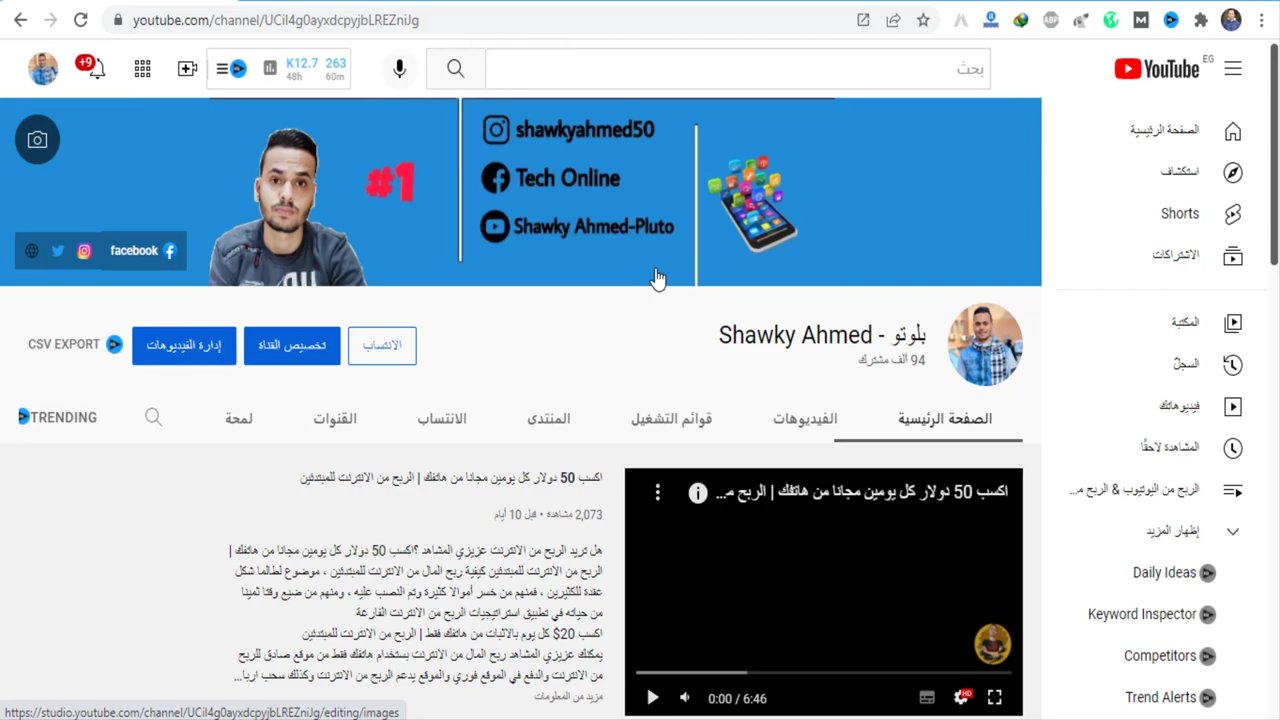 youtube.com/channel/UCil4g0ayxdcpyjbLREZniJg
ABP
M
+9
K12.7 263
48h 60m
بحث
YouTube EG
#1
shawkyahmed50
Tech Online
Shawky Ahmed-Pluto
facebook
CSV EXPORT
إدارة الفيديوهات
تخصيص القناة
الانتساب
Shawky Ahmed - بلوتو
94 ألف مشترك
الصفحة الرئيسية
الفيديوهات
قوائم التشغيل
المنتدى
الانتساب
القنوات
لمحة
TRENDING
اكسب 50 دولار كل يومين مجانا من هاتفك | الربح مـ...
0:00 / 6:46
HD
اكسب 50 دولار كل يومين مجانا من هاتفك | الربح من الانترنت للمبتدئين
2,073 مشاهدة • قبل 10 أيام
هل تريد الربح من الانترنت عزيزي المشاهد ؟اكسب 50 دولار كل يومين مجانا من هاتفك |
الربح من الانترنت للمبتدئين كيفية ربح المال من الانترنت للمبتدئين ، موضوع لطالما شكل
عقدة للكثيرين ، فمنهم من خسر أموالا كثيرة وتم النصب عليه ، ومنهم من ضيع وقتا ثمينا
من حياته في تطبيق استراتيجيات الربح من الانترنت الفارغة
اكسب 20$ كل يوم بالاثبات من هاتفك فقط | الربح من الانترنت للمبتدئين
يمكنك عزيزي المشاهد ربح المال من الانترنت بستخدام هاتفك فقط من موقع صادق للربح
من الانترنت والدفع في الموقع فوري والموقع يدعم الربح من الانترنت وكذلك سحب اربا...
مزيد من المعلومات
الصفحة الرئيسية
استكشاف
Shorts
الاشتراكات
المكتبة
السجلّ
فيديوهاتك
المشاهدة لاحقًا
الربح من اليوتيوب & الربح مـ...
إظهار المزيد
Daily Ideas
Keyword Inspector
Competitors
Trend Alerts
https://studio.youtube.com/channel/UCil4g0ayxdcpyjbLREZniJg/editing/images